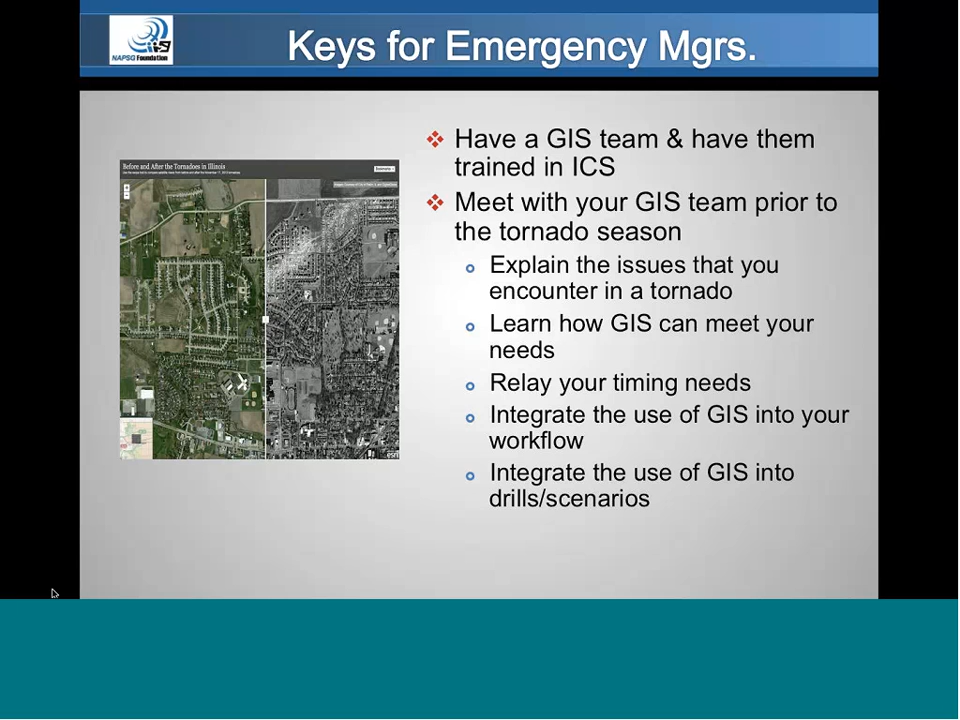 NAPSG Foundation
Keys for Emergency Mgrs.
Before and After the Tornadoes in Illinois
Have a GIS team & have them
trained in ICS
Meet with your GIS team prior to
the tornado season
Explain the issues that you
encounter in a tornado
Learn how GIS can meet your
needs
Relay your timing needs
Integrate the use of GIS into your
workflow
Integrate the use of GIS into
drills/scenarios